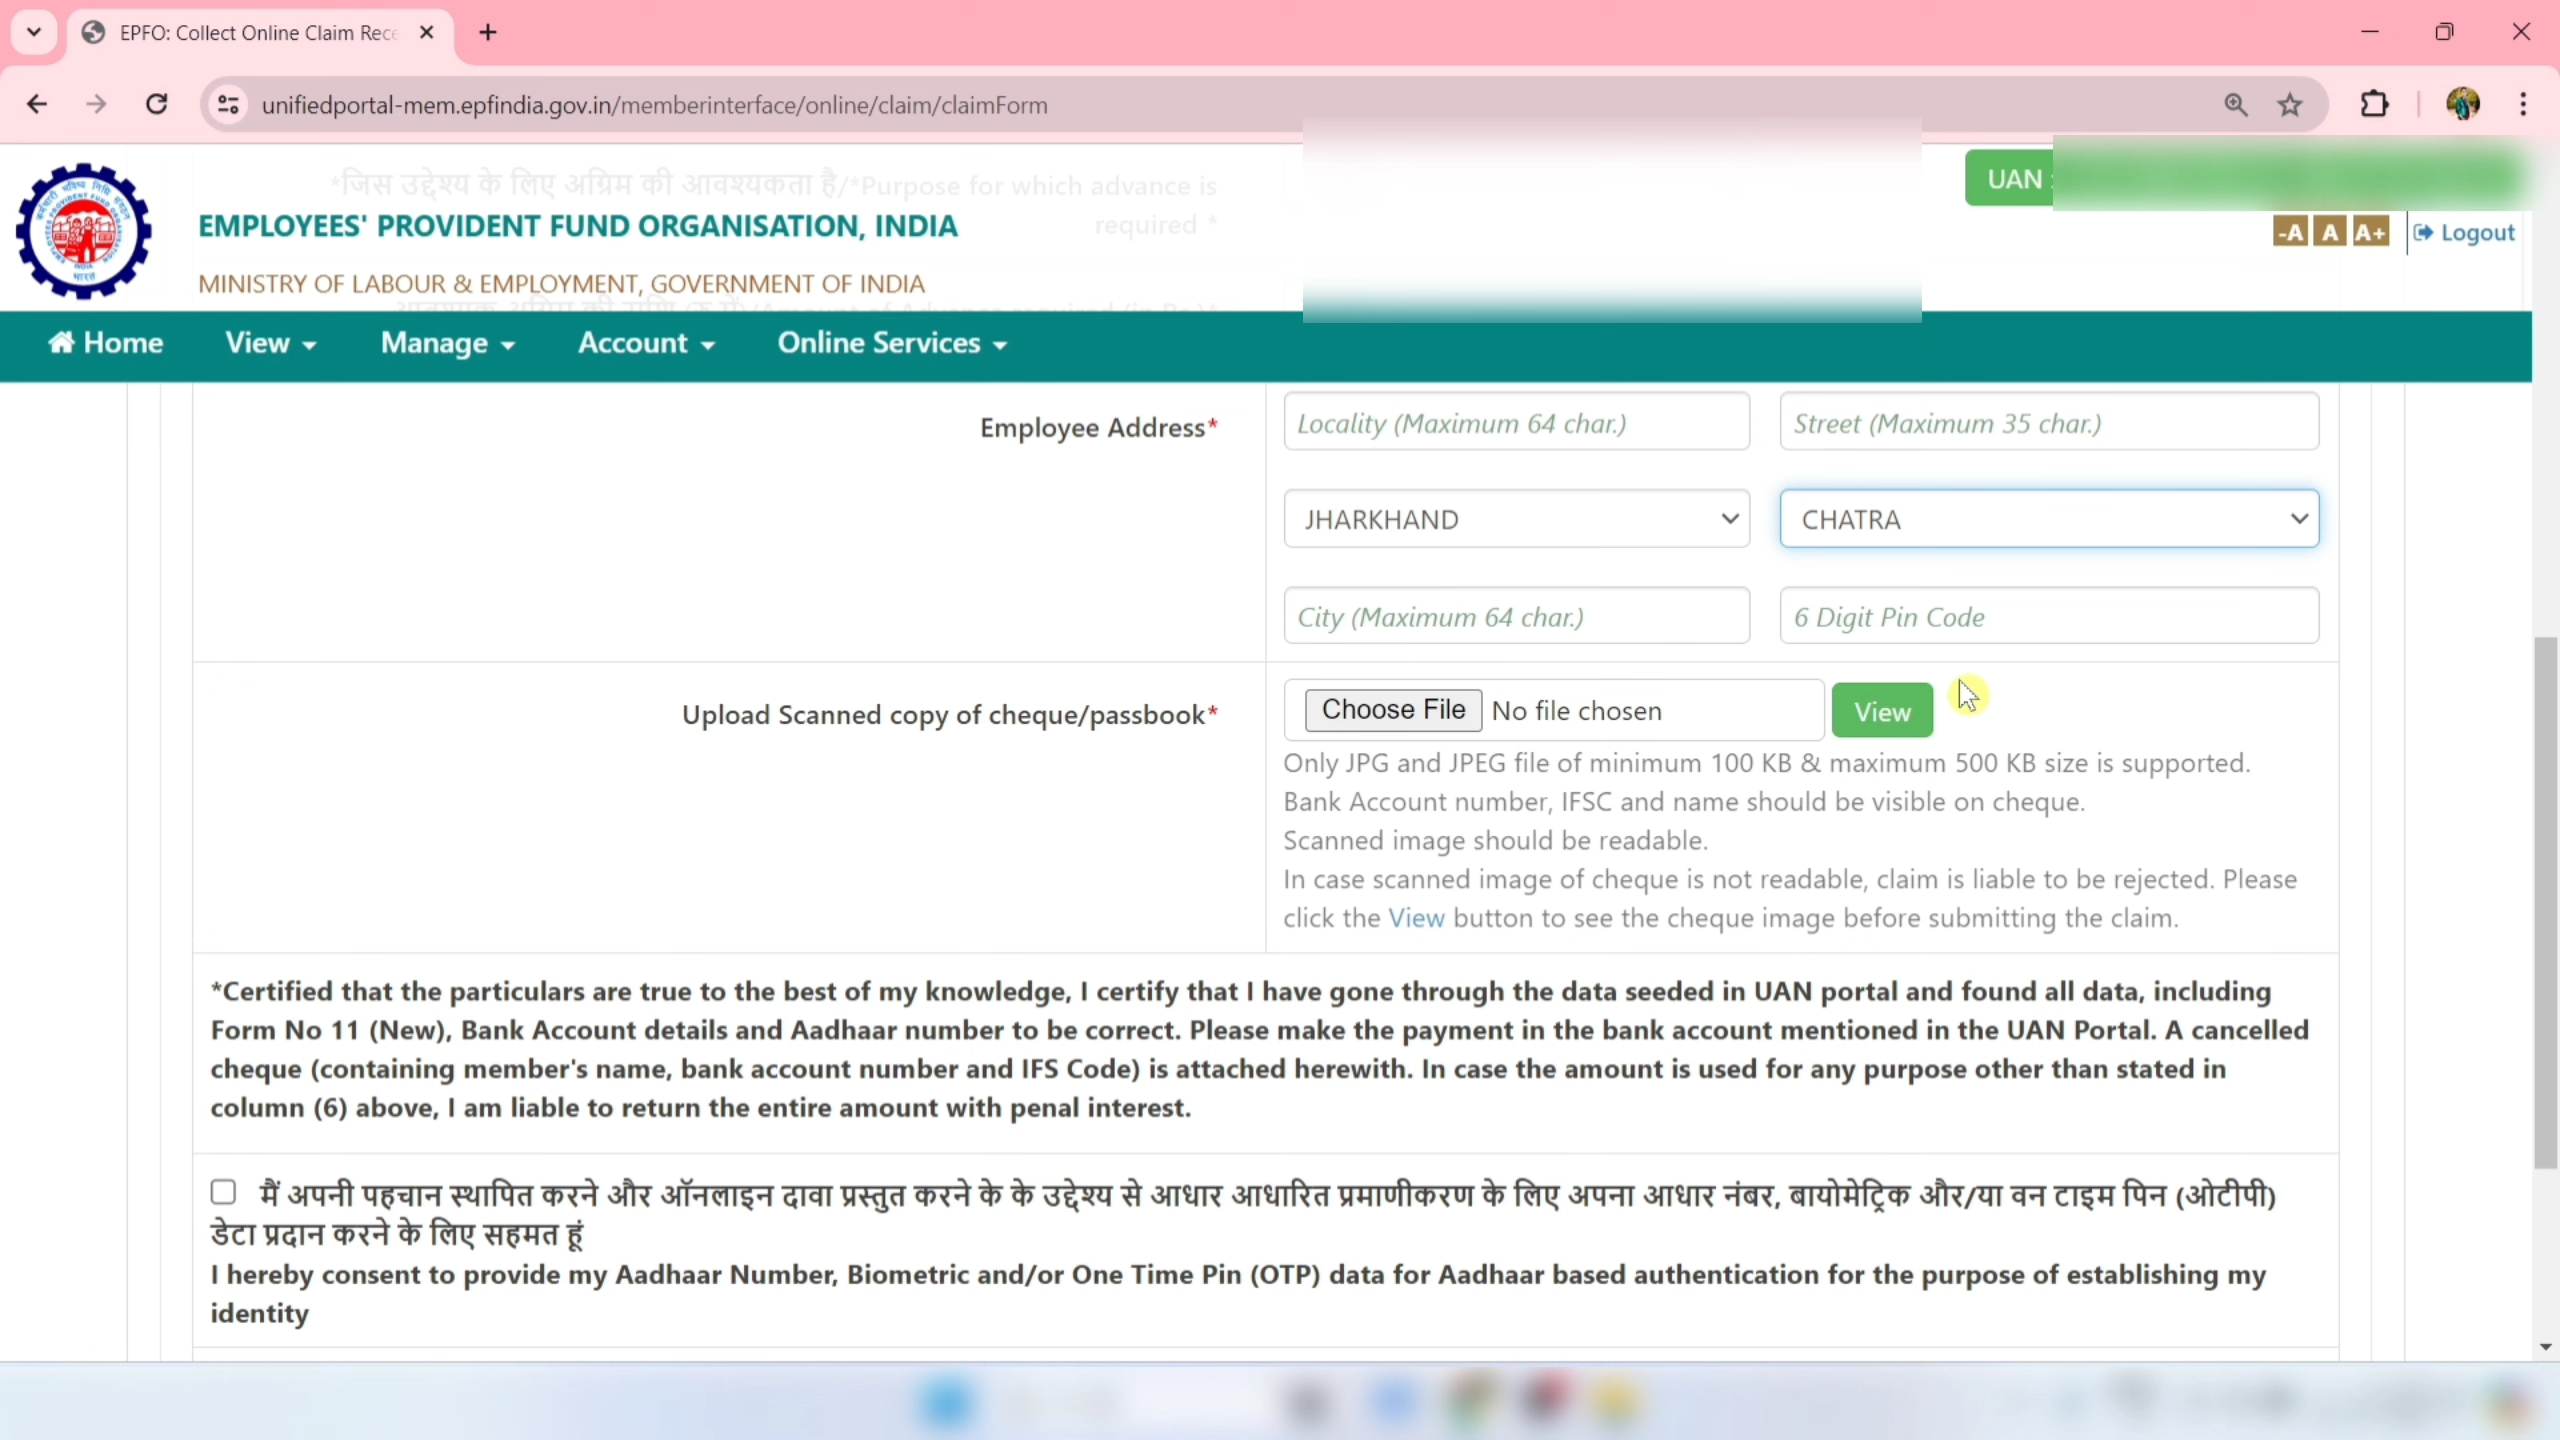 EPFO: Collect Online Claim Rece
unifiedportal-mem.epfindia.gov.in/memberinterface/online/claim/claimForm
*जिस उद्देश्य के लिए अग्रिम की आवश्यकता है/*Purpose for which advance is
required *
UAN :
EMPLOYEES' PROVIDENT FUND ORGANISATION, INDIA
-A A A+ Logout
MINISTRY OF LABOUR & EMPLOYMENT, GOVERNMENT OF INDIA
आवश्यक अग्रिम की राशि (रु में)/Amount of Advance required (in Rs.)*
Home View Manage Account Online Services
Employee Address* Locality (Maximum 64 char.) Street (Maximum 35 char.)
JHARKHAND CHATRA
City (Maximum 64 char.) 6 Digit Pin Code
Upload Scanned copy of cheque/passbook* Choose File No file chosen View
Only JPG and JPEG file of minimum 100 KB & maximum 500 KB size is supported.
Bank Account number, IFSC and name should be visible on cheque.
Scanned image should be readable.
In case scanned image of cheque is not readable, claim is liable to be rejected. Please
click the View button to see the cheque image before submitting the claim.
*Certified that the particulars are true to the best of my knowledge, I certify that I have gone through the data seeded in UAN portal and found all data, including
Form No 11 (New), Bank Account details and Aadhaar number to be correct. Please make the payment in the bank account mentioned in the UAN Portal. A cancelled
cheque (containing member's name, bank account number and IFS Code) is attached herewith. In case the amount is used for any purpose other than stated in
column (6) above, I am liable to return the entire amount with penal interest.
मैं अपनी पहचान स्थापित करने और ऑनलाइन दावा प्रस्तुत करने के के उद्देश्य से आधार आधारित प्रमाणीकरण के लिए अपना आधार नंबर, बायोमेट्रिक और/या वन टाइम पिन (ओटीपी)
डेटा प्रदान करने के लिए सहमत हूं
I hereby consent to provide my Aadhaar Number, Biometric and/or One Time Pin (OTP) data for Aadhaar based authentication for the purpose of establishing my
identity